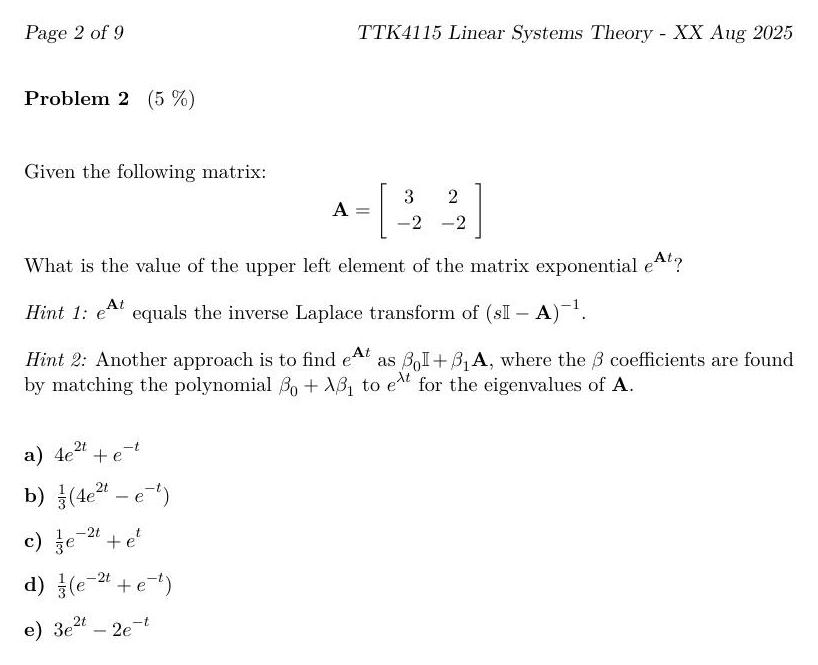 Page 2 of 9 TTK4115 Linear Systems Theory - XX Aug 2025
Problem 2 (5 %)
Given the following matrix:
A = [ 3 2
−2 −2 ]
What is the value of the upper left element of the matrix exponential e^{At}?
Hint 1: e^{At} equals the inverse Laplace transform of (s𝕀 − A)^{−1}.
Hint 2: Another approach is to find e^{At} as β₀𝕀 + β₁A, where the β coefficients are found
by matching the polynomial β₀ + λβ₁ to e^{λt} for the eigenvalues of A.
a) 4e^{2t} + e^{−t}
b) 1/3(4e^{2t} − e^{−t})
c) 1/3e^{−2t} + e^{t}
d) 1/3(e^{−2t} + e^{−t})
e) 3e^{2t} − 2e^{−t}